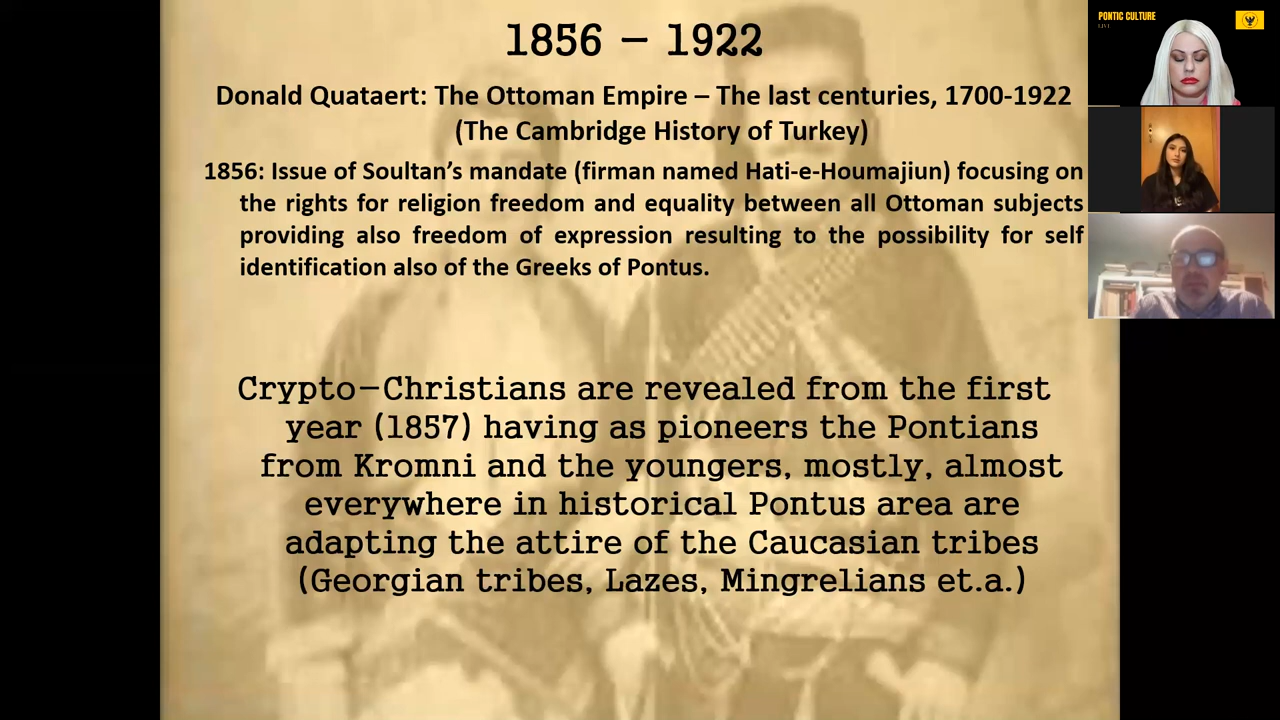 1856 – 1922
Donald Quataert: The Ottoman Empire – The last centuries, 1700-1922
(The Cambridge History of Turkey)
1856: Issue of Soultan’s mandate (firman named Hati-e-Houmajiun) focusing on
the rights for religion freedom and equality between all Ottoman subjects
providing also freedom of expression resulting to the possibility for self
identification also of the Greeks of Pontus.
Crypto-Christians are revealed from the first
year (1857) having as pioneers the Pontians
from Kromni and the youngers, mostly, almost
everywhere in historical Pontus area are
adapting the attire of the Caucasian tribes
(Georgian tribes, Lazes, Mingrelians et.a.)
PONTIC CULTURE
LIVE